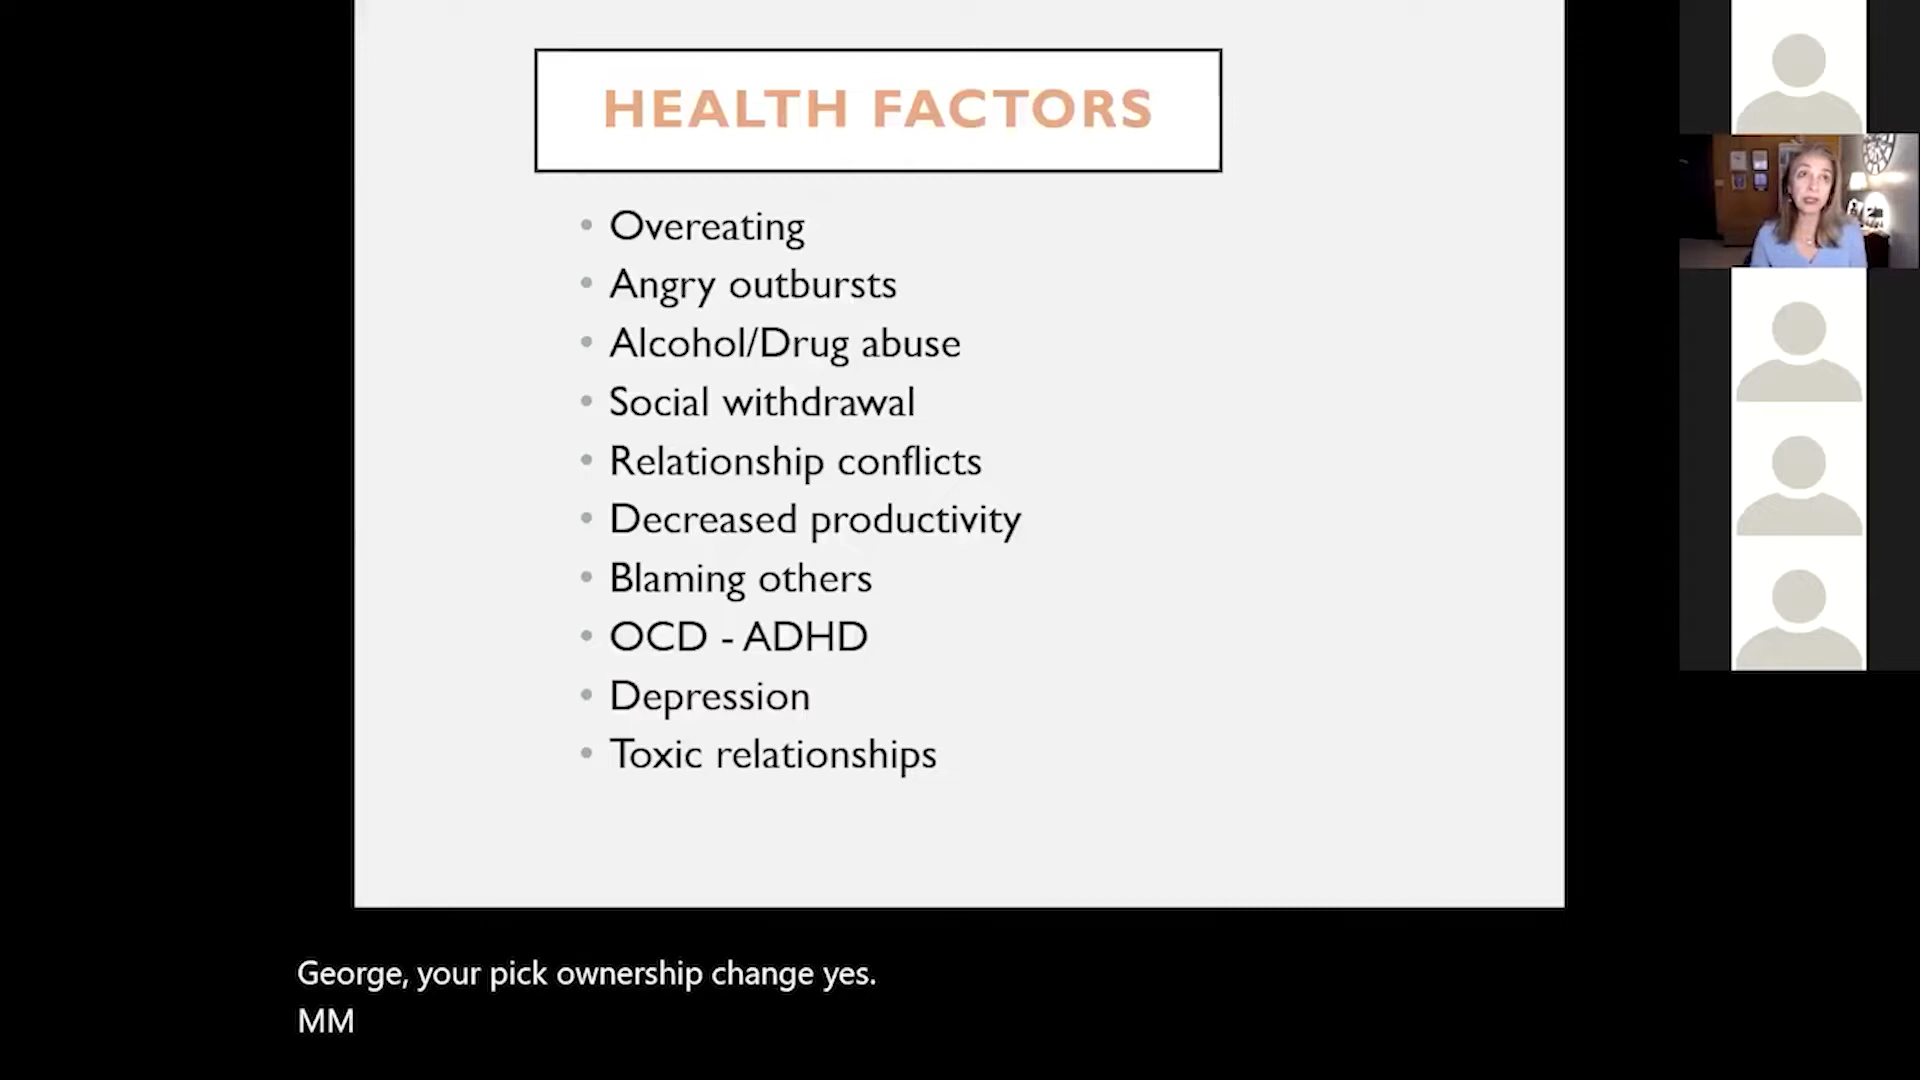 HEALTH FACTORS
• Overeating
• Angry outbursts
• Alcohol/Drug abuse
• Social withdrawal
• Relationship conflicts
• Decreased productivity
• Blaming others
• OCD - ADHD
• Depression
• Toxic relationships
George, your pick ownership change yes.
MM